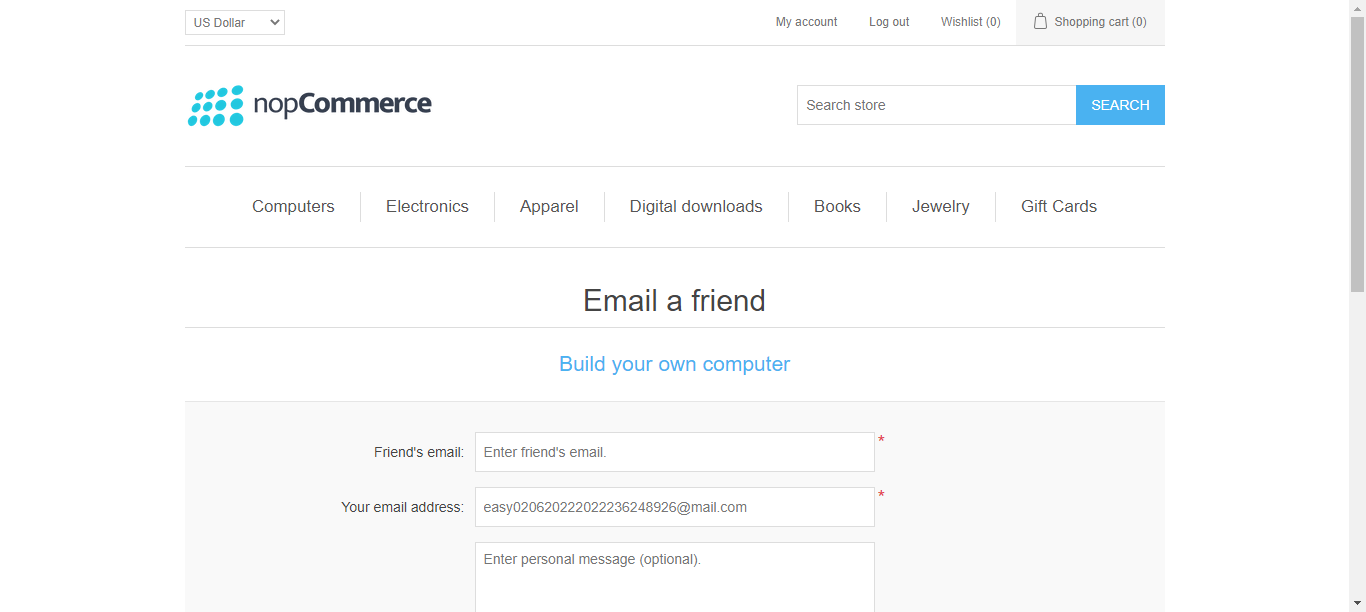 US Dollar My account Log out Wishlist (0) Shopping cart (0)
nopCommerce Search store SEARCH
Computers Electronics Apparel Digital downloads Books Jewelry Gift Cards
Email a friend
Build your own computer
Friend's email: Enter friend's email. *
Your email address: easy020620222022236248926@mail.com *
Enter personal message (optional).